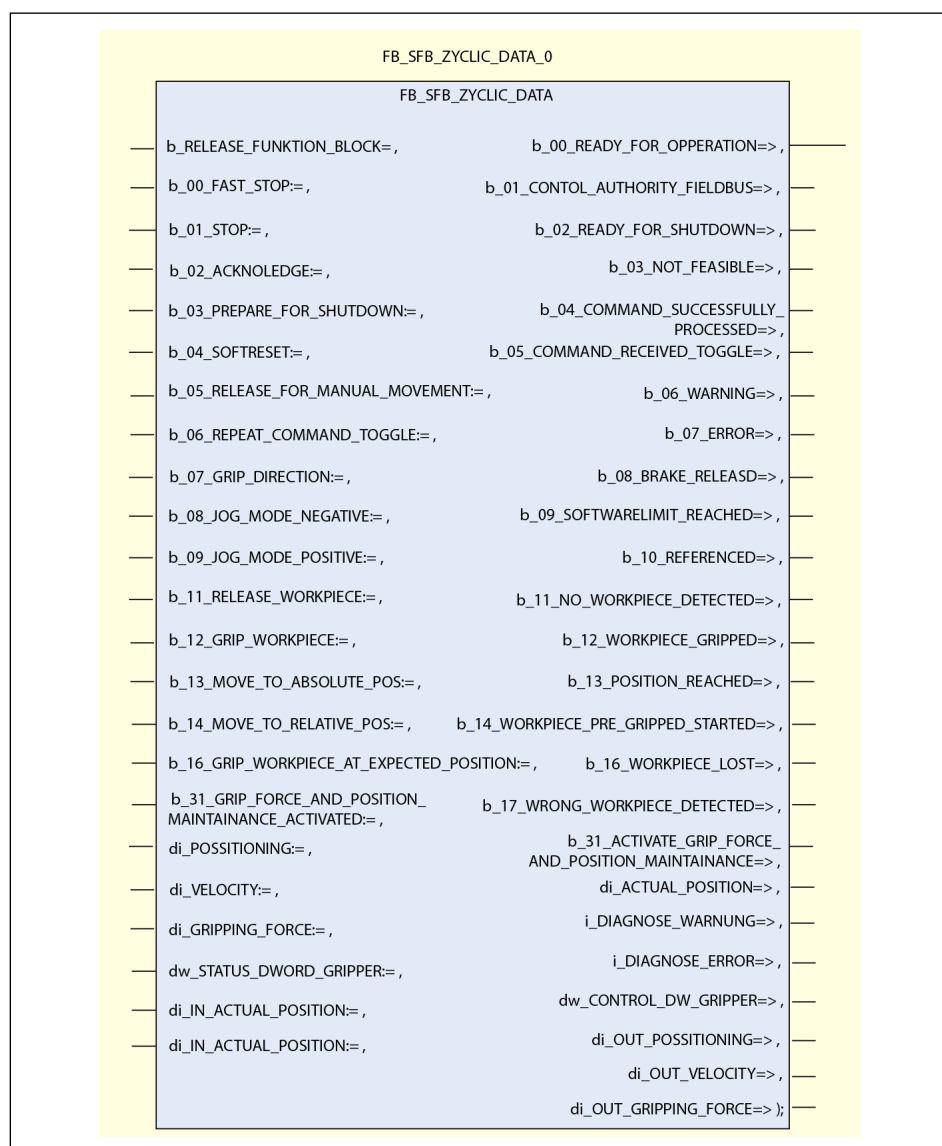 FB_SFB_ZYCLIC_DATA_0
FB_SFB_ZYCLIC_DATA
b_RELEASE_FUNKTION_BLOCK=,
b_00_FAST_STOP:=,
b_01_STOP:=,
b_02_ACKNOLEDGE:=,
b_03_PREPARE_FOR_SHUTDOWN:=,
b_04_SOFTRESET:=,
b_05_RELEASE_FOR_MANUAL_MOVEMENT:=,
b_06_REPEAT_COMMAND_TOGGLE:=,
b_07_GRIP_DIRECTION:=,
b_08_JOG_MODE_NEGATIVE:=,
b_09_JOG_MODE_POSITIVE:=,
b_11_RELEASE_WORKPIECE:=,
b_12_GRIP_WORKPIECE:=,
b_13_MOVE_TO_ABSOLUTE_POS:=,
b_14_MOVE_TO_RELATIVE_POS:=,
b_16_GRIP_WORKPIECE_AT_EXPECTED_POSITION:=,
b_31_GRIP_FORCE_AND_POSITION_
MAINTAINANCE_ACTIVATED:=,
di_POSSITIONING:=,
di_VELOCITY:=,
di_GRIPPING_FORCE:=,
dw_STATUS_DWORD_GRIPPER:=,
di_IN_ACTUAL_POSITION:=,
di_IN_ACTUAL_POSITION:=,
b_00_READY_FOR_OPPERATION=>,
b_01_CONTOL_AUTHORITY_FIELDBUS=>,
b_02_READY_FOR_SHUTDOWN=>,
b_03_NOT_FEASIBLE=>,
b_04_COMMAND_SUCCESSFULLY_
PROCESSED=>,
b_05_COMMAND_RECEIVED_TOGGLE=>,
b_06_WARNING=>,
b_07_ERROR=>,
b_08_BRAKE_RELEASD=>,
b_09_SOFTWARELIMIT_REACHED=>,
b_10_REFERENCED=>,
b_11_NO_WORKPIECE_DETECTED=>,
b_12_WORKPIECE_GRIPPED=>,
b_13_POSITION_REACHED=>,
b_14_WORKPIECE_PRE_GRIPPED_STARTED=>,
b_16_WORKPIECE_LOST=>,
b_17_WRONG_WORKPIECE_DETECTED=>,
b_31_ACTIVATE_GRIP_FORCE_
AND_POSITION_MAINTAINANCE=>,
di_ACTUAL_POSITION=>,
i_DIAGNOSE_WARNUNG=>,
i_DIAGNOSE_ERROR=>,
dw_CONTROL_DW_GRIPPER=>,
di_OUT_POSSITIONING=>,
di_OUT_VELOCITY=>,
di_OUT_GRIPPING_FORCE=> );